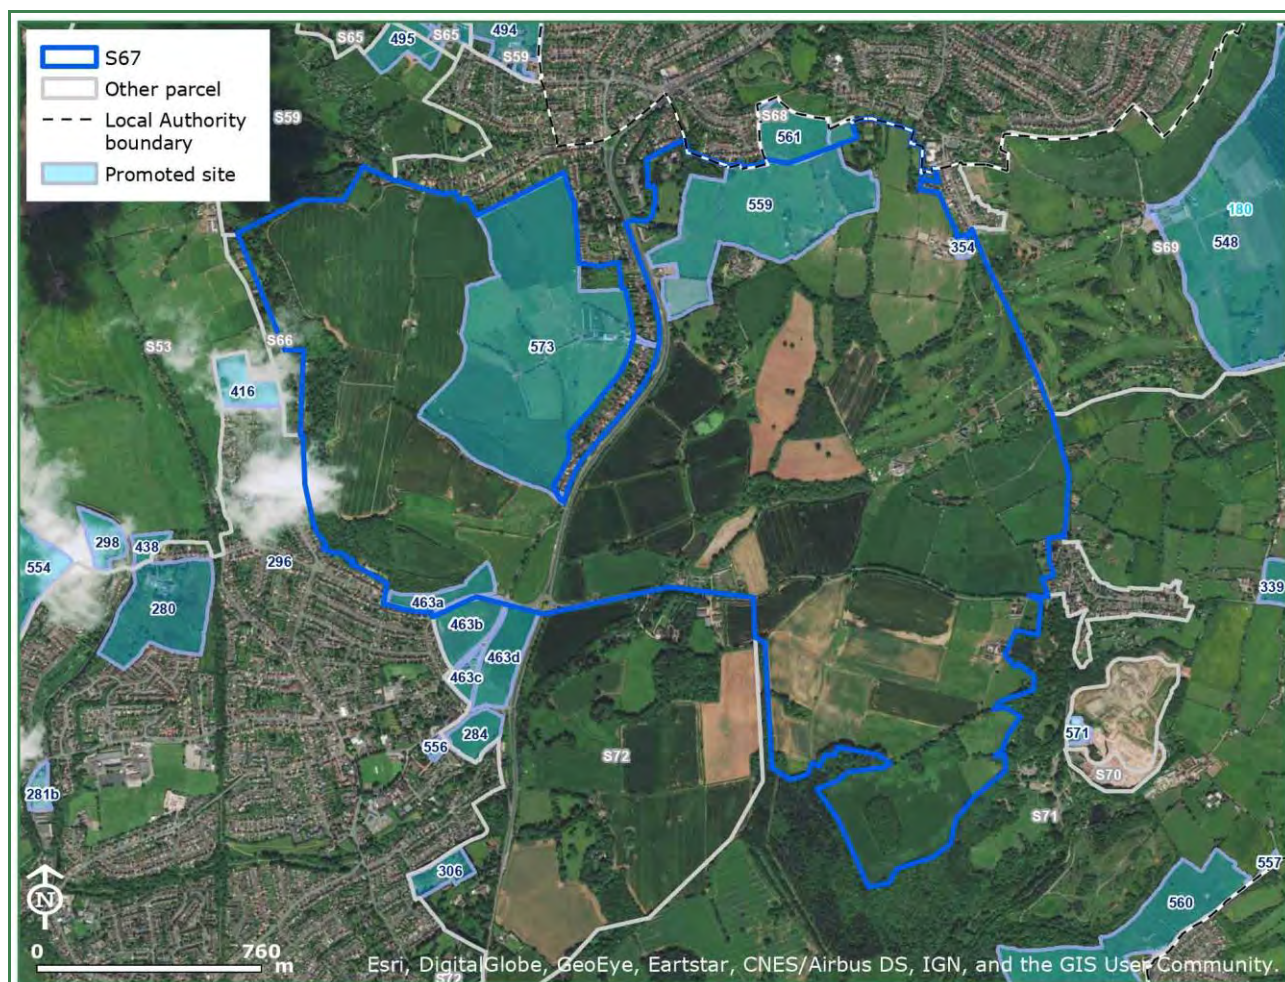 S67
Other parcel
Local Authority
boundary
Promoted site
S65
495
S65
494
S59
S59
S68
561
559
180
548
S69
354
573
S53
S66
416
298
438
554
296
280
463a
463b
463d
463c
339
284
556
S72
571
S70
281b
S71
306
557
560
S72
N
0
760
m
Esri, DigitalGlobe, GeoEye, Eartstar, CNES/Airbus DS, IGN, and the GIS User Community.